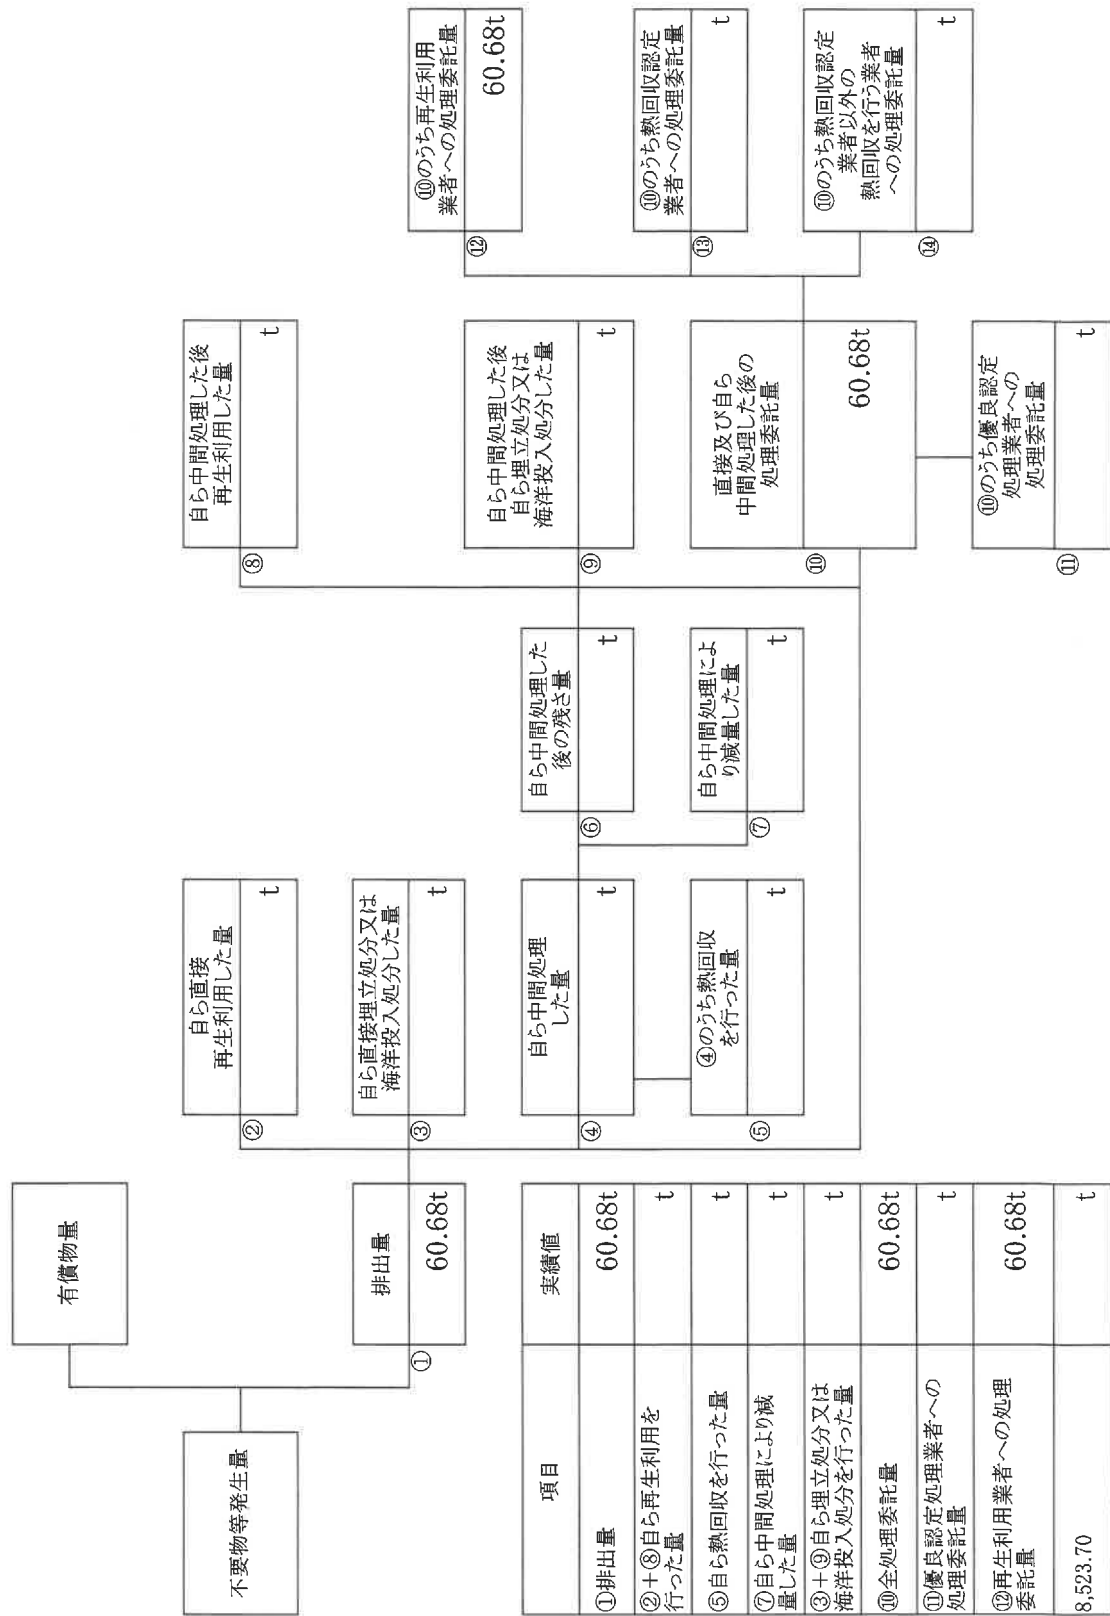 不要物等発生量
有償物量
①
排出量
60.68t
②
自ら直接
再生利用した量
t
③
自ら直接埋立処分又は
海洋投入処分した量
t
④
自ら中間処理
した量
t
⑤
④のうち熱回収
を行った量
t
⑥
自ら中間処理した
後の残さ量
t
⑦
自ら中間処理によ
り減量した量
t
⑧
自ら中間処理した後
再生利用した量
t
⑨
自ら中間処理した後
自ら埋立処分又は
海洋投入処分した量
t
⑩
直接及び自ら
中間処理した後の
処理委託量
60.68t
⑪
⑩のうち優良認定
処理業者への
処理委託量
t
⑫
⑩のうち再生利用
業者への処理委託量
60.68t
⑬
⑩のうち熱回収認定
業者への処理委託量
t
⑭
⑩のうち熱回収認定
業者以外の
熱回収を行う業者
への処理委託量
t
項目 実績値
①排出量 60.68t
②+⑧自ら再生利用を
行った量 t
⑤自ら熱回収を行った量 t
⑦自ら中間処理により減
量した量 t
③+⑨自ら埋立処分又は
海洋投入処分を行った量 t
⑩全処理委託量 60.68t
⑪優良認定処理業者への
処理委託量 t
⑫再生利用業者への処理
委託量 60.68t
8,523.70 t